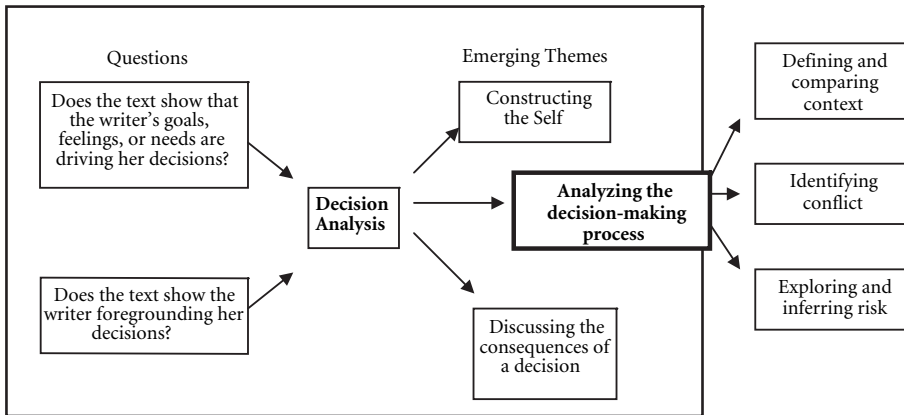 Questions
Does the text show that
the writer's goals,
feelings, or needs are
driving her decisions?
Does the text show the
writer foregrounding her
decisions?
Decision
Analysis
Emerging Themes
Constructing
the Self
Analyzing the
decision-making
process
Discussing the
consequences of
a decision
Defining and
comparing
context
Identifying
conflict
Exploring and
inferring risk